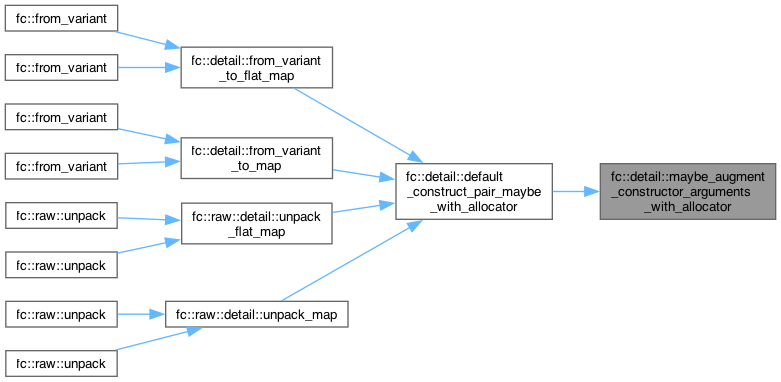 fc::from_variant
fc::from_variant
fc::from_variant
fc::from_variant
fc::raw::unpack
fc::raw::unpack
fc::raw::unpack
fc::raw::unpack
fc::detail::from_variant
_to_flat_map
fc::detail::from_variant
_to_map
fc::raw::detail::unpack
_flat_map
fc::raw::detail::unpack_map
fc::detail::default
_construct_pair_maybe
_with_allocator
fc::detail::maybe_augment
_constructor_arguments
_with_allocator